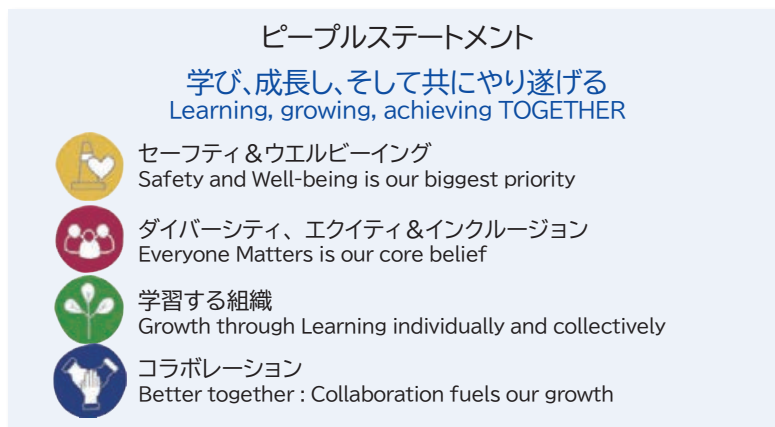 ピープルステートメント
学び、成長し、そして共にやり遂げる
Learning, growing, achieving TOGETHER
セーフティ＆ウエルビーイング
Safety and Well-being is our biggest priority
ダイバーシティ、エクイティ＆インクルージョン
Everyone Matters is our core belief
学習する組織
Growth through Learning individually and collectively
コラボレーション
Better together : Collaboration fuels our growth